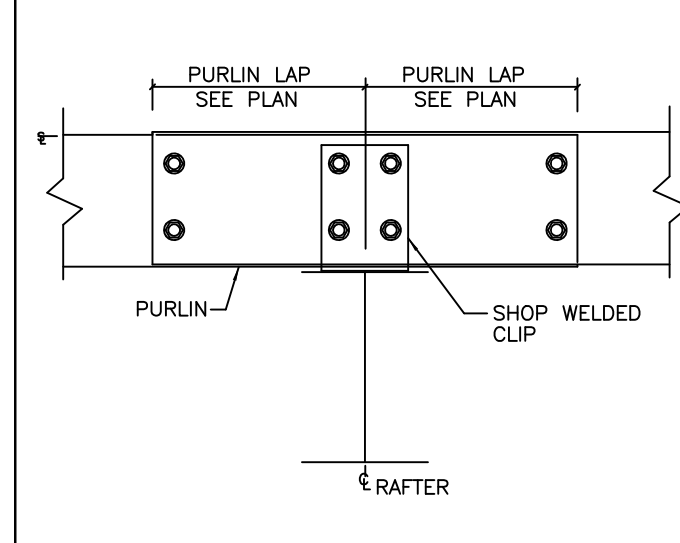 PURLIN LAP
SEE PLAN
PURLIN LAP
SEE PLAN
PURLIN
SHOP WELDED
CLIP
℄ RAFTER